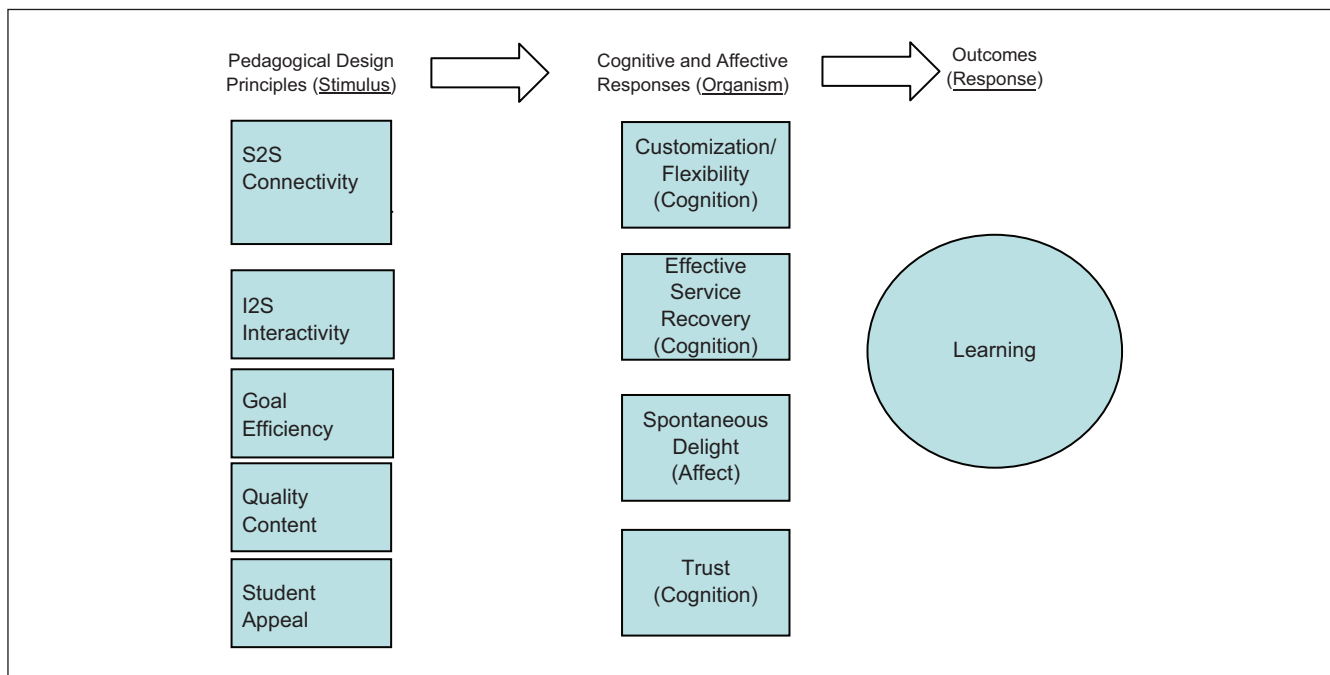 Pedagogical Design
Principles (Stimulus)
Cognitive and Affective
Responses (Organism)
Outcomes
(Response)
S2S
Connectivity
I2S
Interactivity
Goal
Efficiency
Quality
Content
Student
Appeal
Customization/
Flexibility
(Cognition)
Effective
Service
Recovery
(Cognition)
Spontaneous
Delight
(Affect)
Trust
(Cognition)
Learning